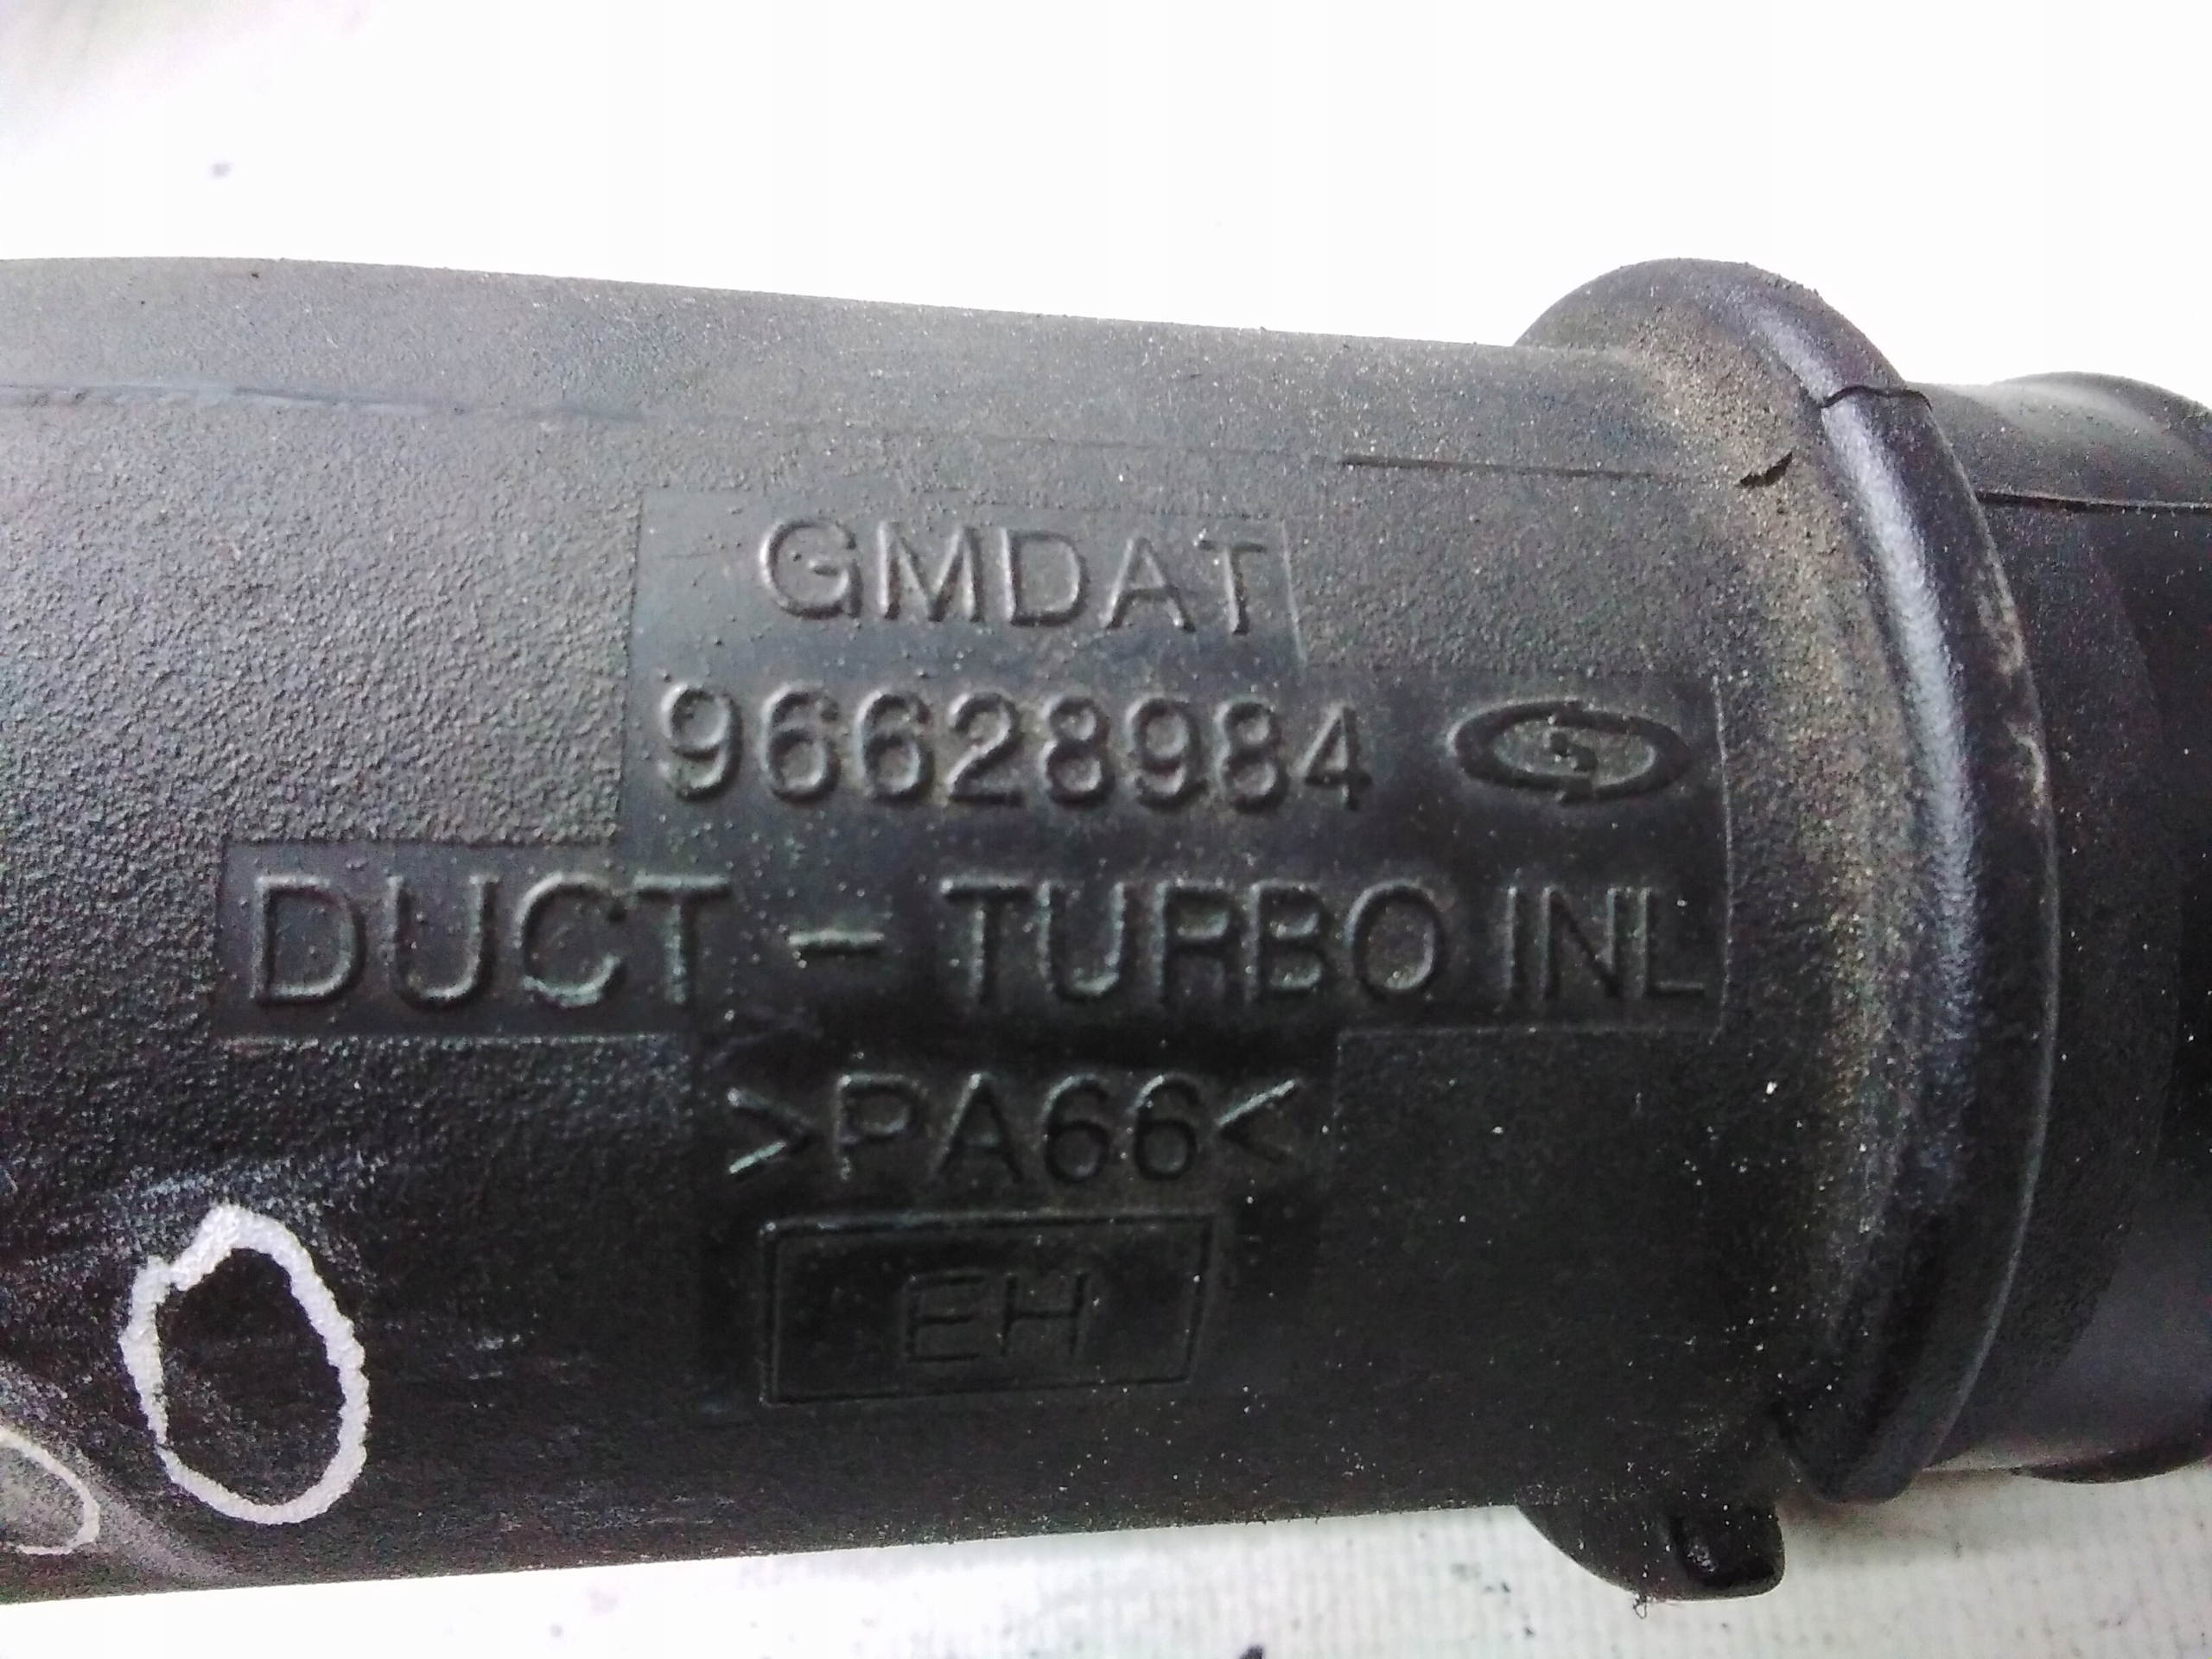 GMDAT
96628984
DUCT - TURBO INL
>PA66<
EH